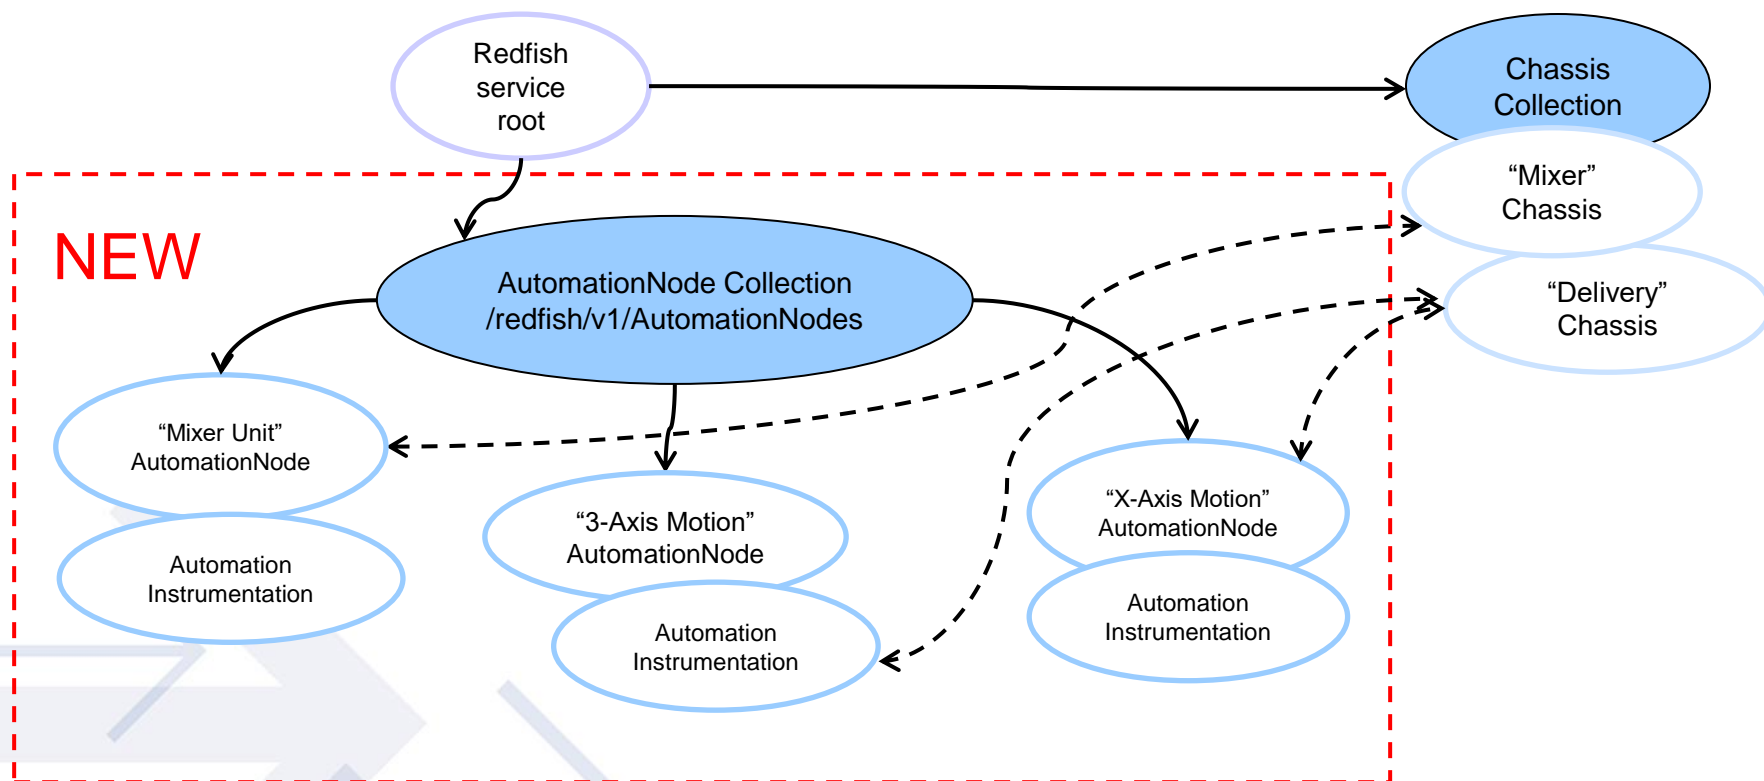 Redfish
service
root
Chassis
Collection
“Mixer”
Chassis
“Delivery”
Chassis
NEW
AutomationNode Collection
/redfish/v1/AutomationNodes
“Mixer Unit”
AutomationNode
Automation
Instrumentation
“3-Axis Motion”
AutomationNode
Automation
Instrumentation
“X-Axis Motion”
AutomationNode
Automation
Instrumentation